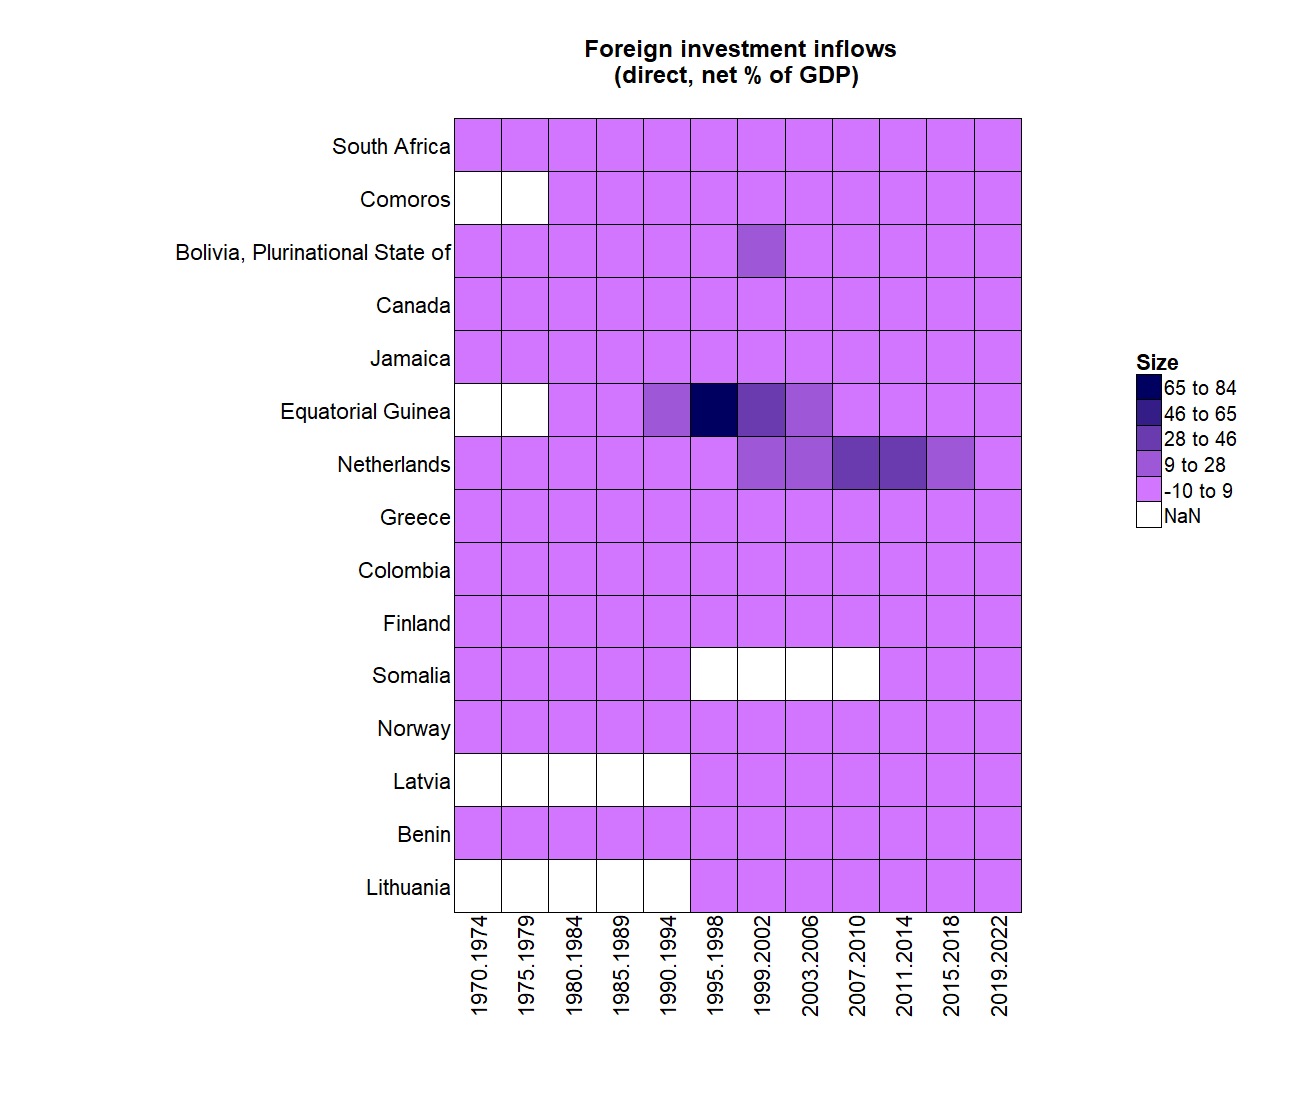 Foreign investment inflows
(direct, net % of GDP)
South Africa
Comoros
Bolivia, Plurinational State of
Canada
Jamaica
Equatorial Guinea
Netherlands
Greece
Colombia
Finland
Somalia
Norway
Latvia
Benin
Lithuania
1970.1974
1975.1979
1980.1984
1985.1989
1990.1994
1995.1998
1999.2002
2003.2006
2007.2010
2011.2014
2015.2018
2019.2022
Size
65 to 84
46 to 65
28 to 46
9 to 28
-10 to 9
NaN